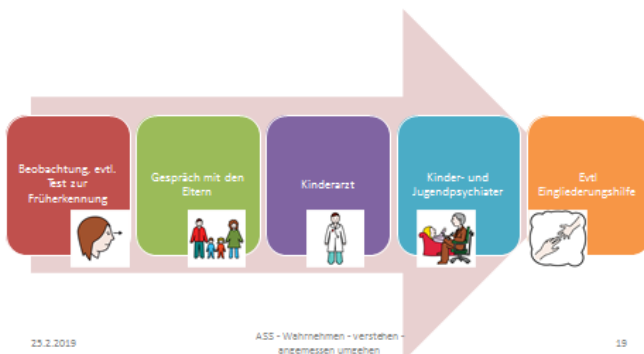 Beobachtung, evtl.
Test zur
Früherkennung
Gespräch mit den
Eltern
Kinderarzt
Kinder- und
Jugendpsychiater
Evtl
Eingliederungshilfe
25.2.2019
ASS - Wahrnehmen - verstehen -
angemessen umgehen
19